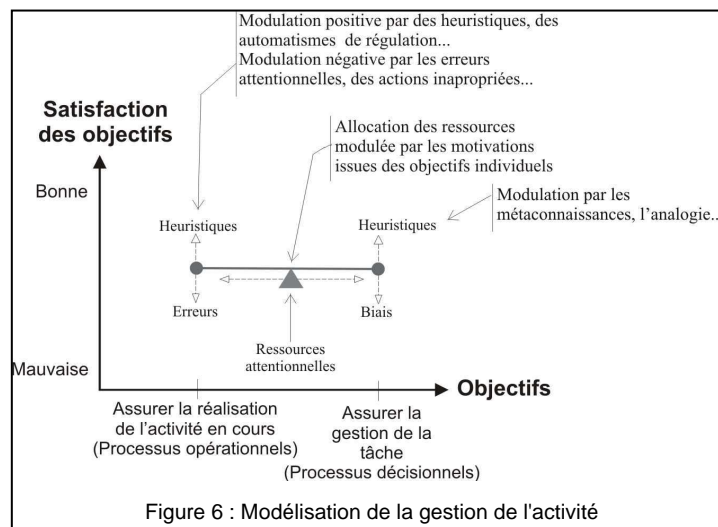 Modulation positive par des heuristiques, des
automatismes de régulation...
Modulation négative par les erreurs
attentionnelles, des actions inapropriées...
Satisfaction
des objectifs
Allocation des ressources
modulée par les motivations
issues des objectifs individuels
Bonne
Modulation par les
métaconnaissances, l'analogie..
Heuristiques
Heuristiques
Erreurs
Biais
Ressources
attentionnelles
Mauvaise
Objectifs
Assurer la réalisation
de l'activité en cours
(Processus opérationnels)
Assurer la
gestion de la
tâche
(Processus décisionnels)
Figure 6 : Modélisation de la gestion de l'activité